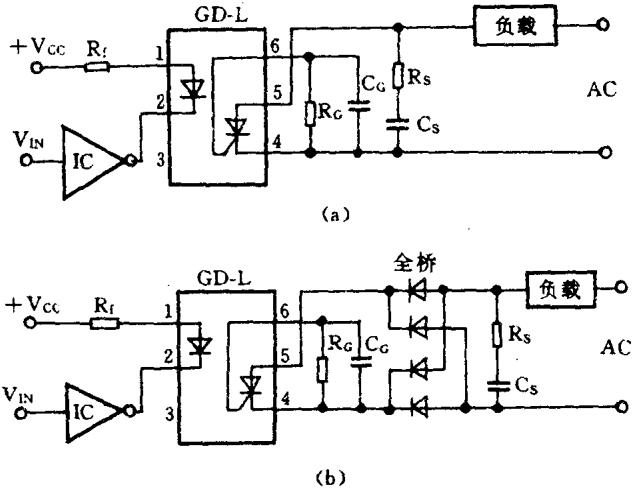 GD-L
负载
+VCC
Rf
1
6
CG
RS
AC
2
5
RG
VIN
IC
3
4
CS
(a)
全桥
GD-L
负载
+VCC
Rf
1
6
RG
CG
RS
AC
2
5
VIN
IC
3
4
CS
(b)